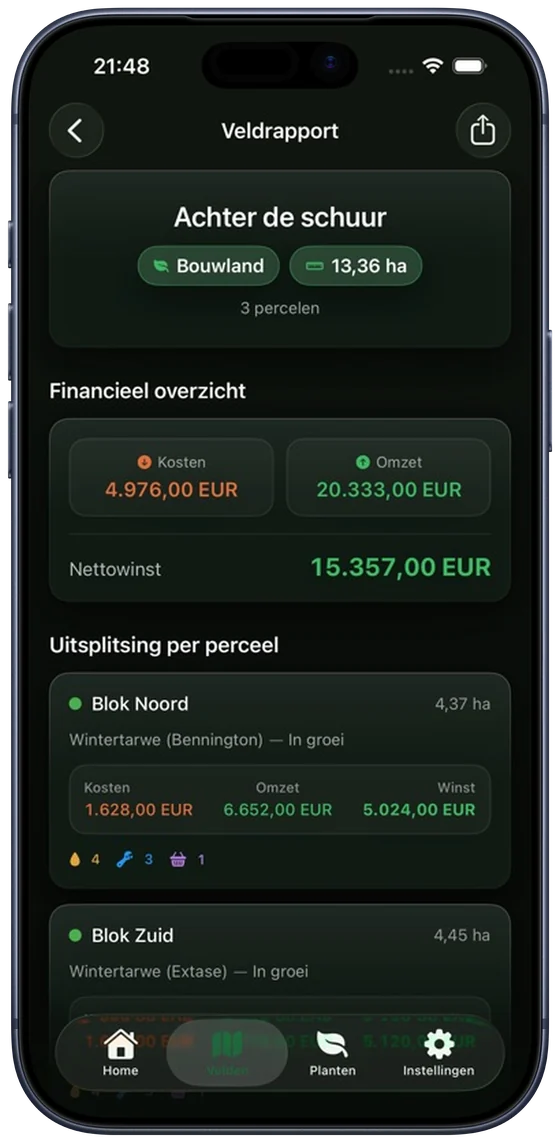 21:48
Veldrapport
Achter de schuur
Bouwland 13,36 ha
3 percelen
Financieel overzicht
Kosten Omzet
4.976,00 EUR 20.333,00 EUR
Nettowinst 15.357,00 EUR
Uitsplitsing per perceel
Blok Noord 4,37 ha
Wintertarwe (Bennington) — In groei
Kosten Omzet Winst
1.628,00 EUR 6.652,00 EUR 5.024,00 EUR
4 3 1
Blok Zuid 4,45 ha
Wintertarwe (Extase) — In groei
Home Velden Planten Instellingen